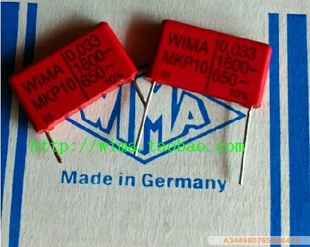 WIMA
MKP10
0,033
1600–
650~
10%
WIMA
MKP10
0,033
1600–
650~
10%
WIMA
http://wima.taobao.com
Made in Germany